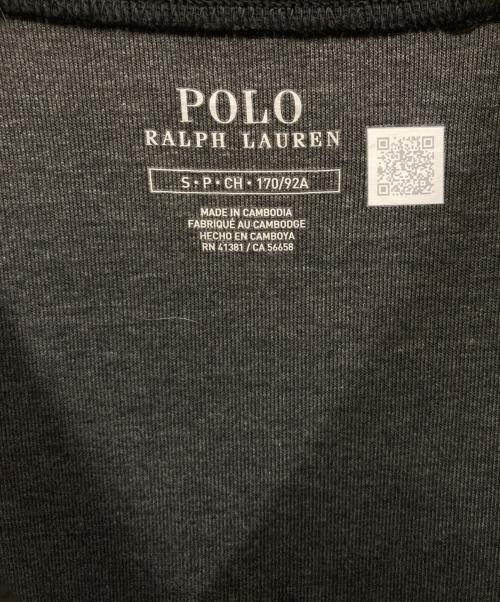 POLO
RALPH LAUREN
S • P • CH • 170/92A
MADE IN CAMBODIA
FABRIQUÉ AU CAMBODGE
HECHO EN CAMBOYA
RN 41381 / CA 56658